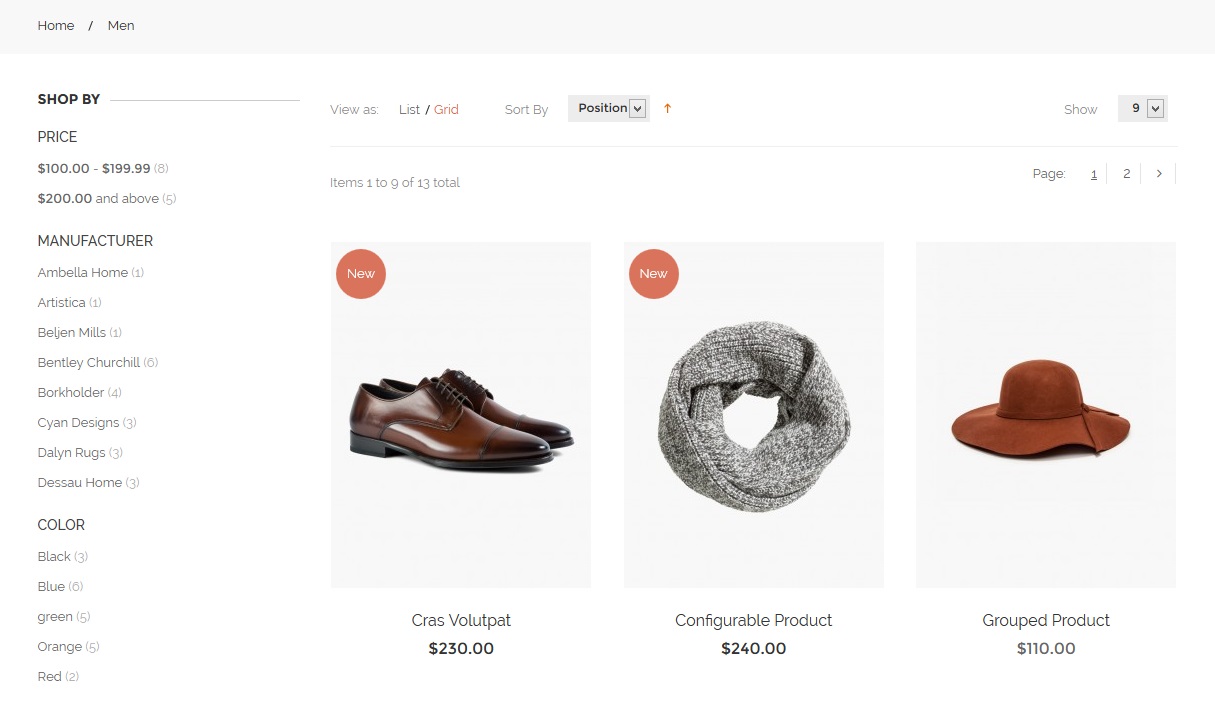 Home / Men
SHOP BY
PRICE
$100.00 - $199.99 (8)
$200.00 and above (5)
MANUFACTURER
Ambella Home (1)
Artistica (1)
Beljen Mills (1)
Bentley Churchill (6)
Borkholder (4)
Cyan Designs (3)
Dalyn Rugs (3)
Dessau Home (3)
COLOR
Black (3)
Blue (6)
green (5)
Orange (5)
Red (2)
View as: List / Grid Sort By Position ↑ Show 9
Items 1 to 9 of 13 total
Page: 1 2 >
New
Cras Volutpat
$230.00
New
Configurable Product
$240.00
Grouped Product
$110.00